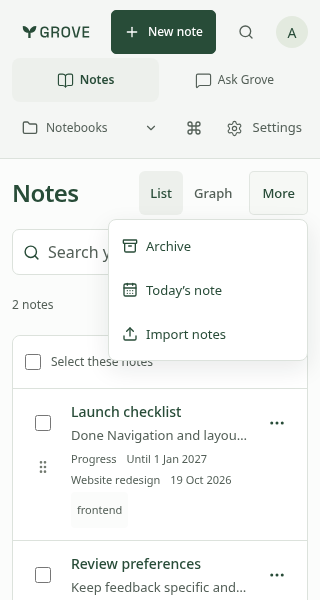 GROVE
New note
A
Notes
Ask Grove
Notebooks
Settings
Notes
List
Graph
More
Archive
Search
Today's note
2 notes
Import notes
Select these notes
Launch checklist
Done Navigation and layou...
Progress Until 1 Jan 2027
Website redesign 19 Oct 2026
frontend
Review preferences
Keep feedback specific and...